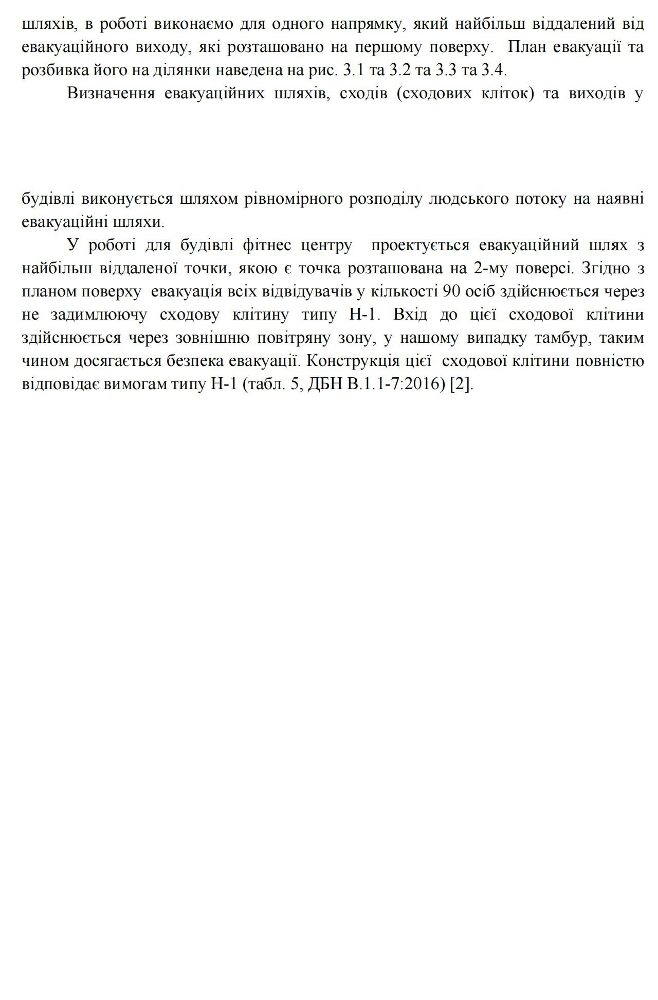 шляхів, в роботі виконаємо для одного напрямку, який найбільш віддалений від
евакуаційного виходу, які розташовано на першому поверху. План евакуації та
розбивка його на ділянки наведена на рис. 3.1 та 3.2 та 3.3 та 3.4.
Визначення евакуаційних шляхів, сходів (сходових кліток) та виходів у
будівлі виконується шляхом рівномірного розподілу людського потоку на наявні
евакуаційні шляхи.
У роботі для будівлі фітнес центру проектується евакуаційний шлях з
найбільш віддаленої точки, якою є точка розташована на 2-му поверсі. Згідно з
планом поверху евакуація всіх відвідувачів у кількості 90 осіб здійснюється через
не задимлюючу сходову клітину типу Н-1. Вхід до цієї сходової клітини
здійснюється через зовнішню повітряну зону, у нашому випадку тамбур, таким
чином досягається безпека евакуації. Конструкція цієї сходової клітини повністю
відповідає вимогам типу Н-1 (табл. 5, ДБН В.1.1-7:2016) [2].